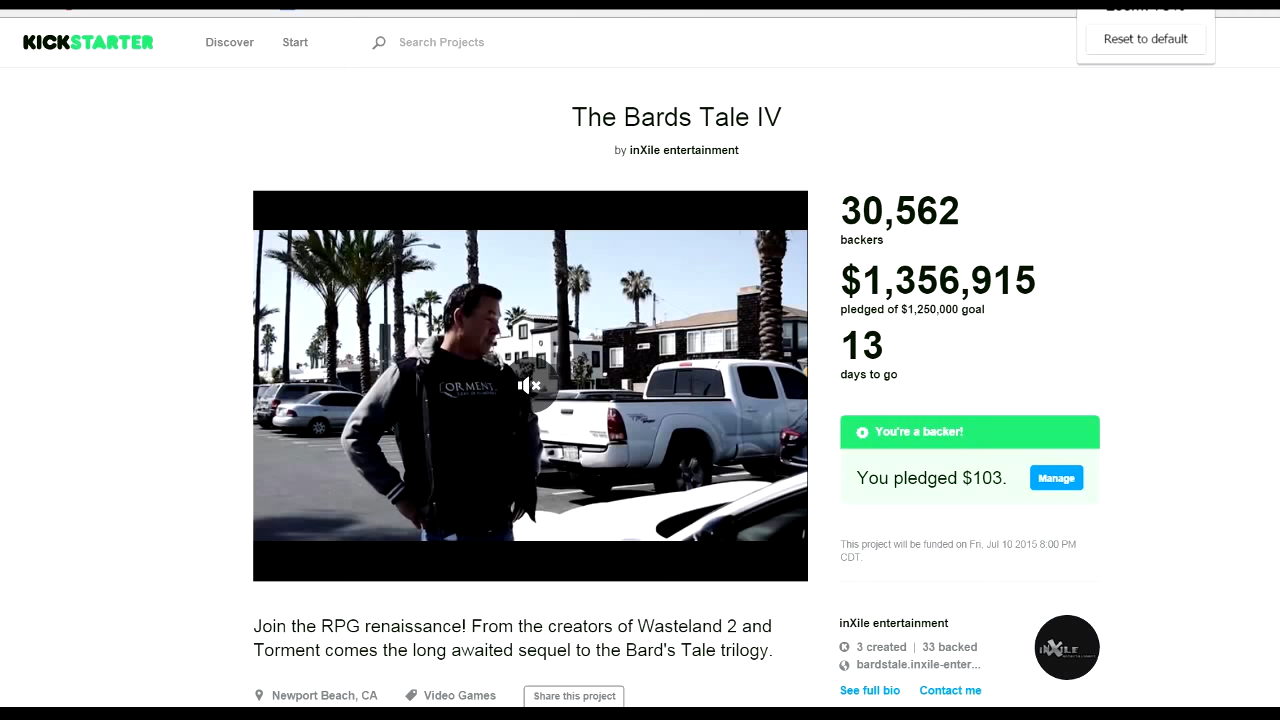 Reset to default
KICKSTARTER
Discover
Start
Search Projects
The Bards Tale IV
by inXile entertainment
ORMENT
30,562
backers
$1,356,915
pledged of $1,250,000 goal
13
days to go
You're a backer!
You pledged $103.
Manage
This project will be funded on Fri, Jul 10 2015 8:00 PM
CDT.
Join the RPG renaissance! From the creators of Wasteland 2 and
Torment comes the long awaited sequel to the Bard's Tale trilogy.
Newport Beach, CA
Video Games
Share this project
inXile entertainment
3 created | 33 backed
bardstale.inxile-enter...
See full bio
Contact me
inXile